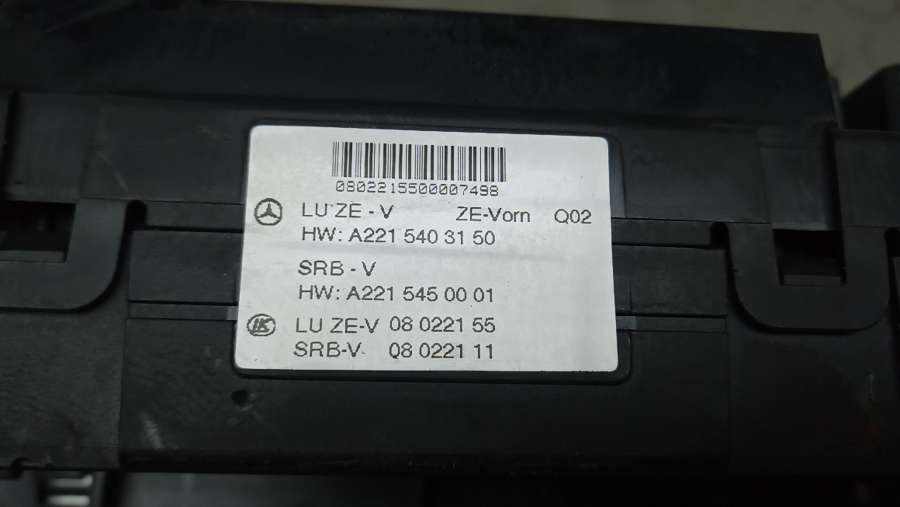 0802215500007498
LU ZE - V ZE-Vorn Q02
HW: A221 540 31 50
SRB - V
HW: A221 545 00 01
LK LU ZE-V 08 0221 55
SRB-V 08 0221 11